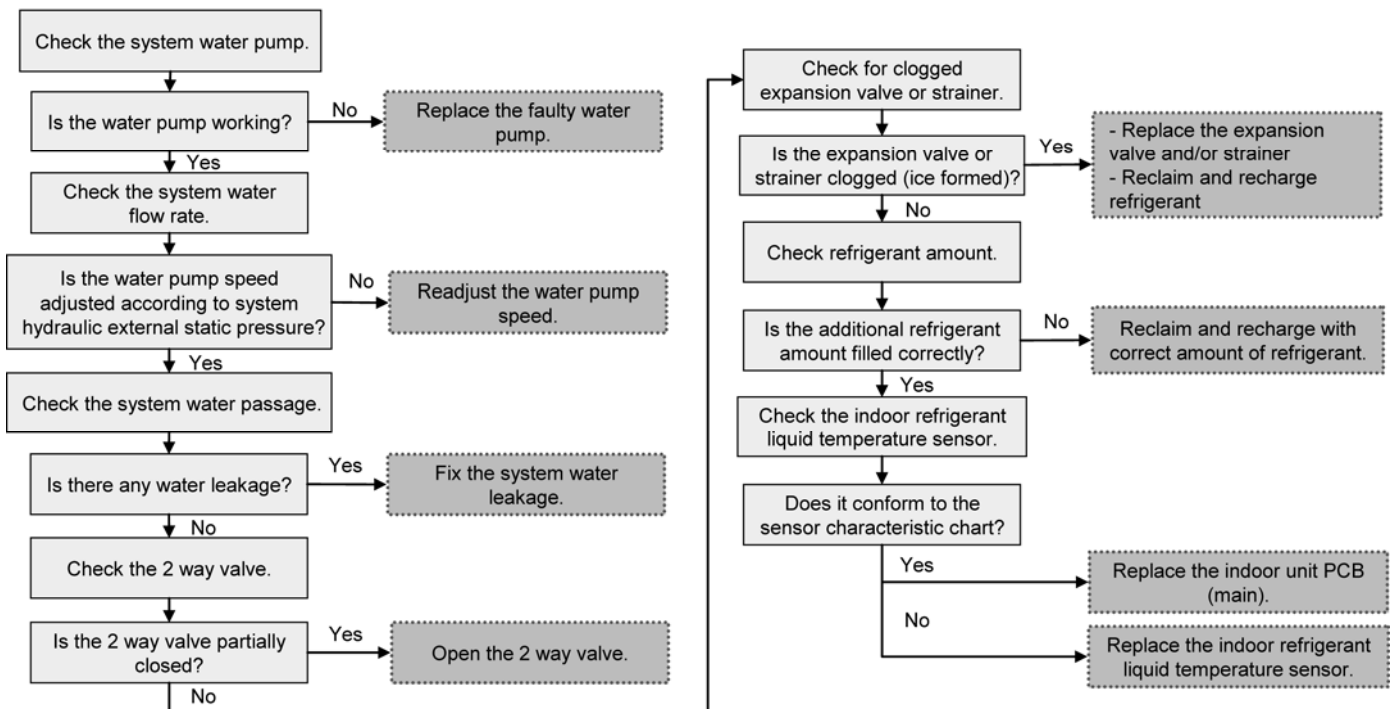 Check the system water pump.
Is the water pump working?
No
Replace the faulty water
pump.
Yes
Check the system water
flow rate.
Is the water pump speed
adjusted according to system
hydraulic external static pressure?
No
Readjust the water pump
speed.
Yes
Check the system water passage.
Is there any water leakage?
Yes
Fix the system water
leakage.
No
Check the 2 way valve.
Is the 2 way valve partially
closed?
Yes
Open the 2 way valve.
No
Check for clogged
expansion valve or strainer.
Is the expansion valve or
strainer clogged (ice formed)?
Yes
- Replace the expansion
valve and/or strainer
- Reclaim and recharge
refrigerant
No
Check refrigerant amount.
Is the additional refrigerant
amount filled correctly?
No
Reclaim and recharge with
correct amount of refrigerant.
Yes
Check the indoor refrigerant
liquid temperature sensor.
Does it conform to the
sensor characteristic chart?
Yes
Replace the indoor unit PCB
(main).
No
Replace the indoor refrigerant
liquid temperature sensor.